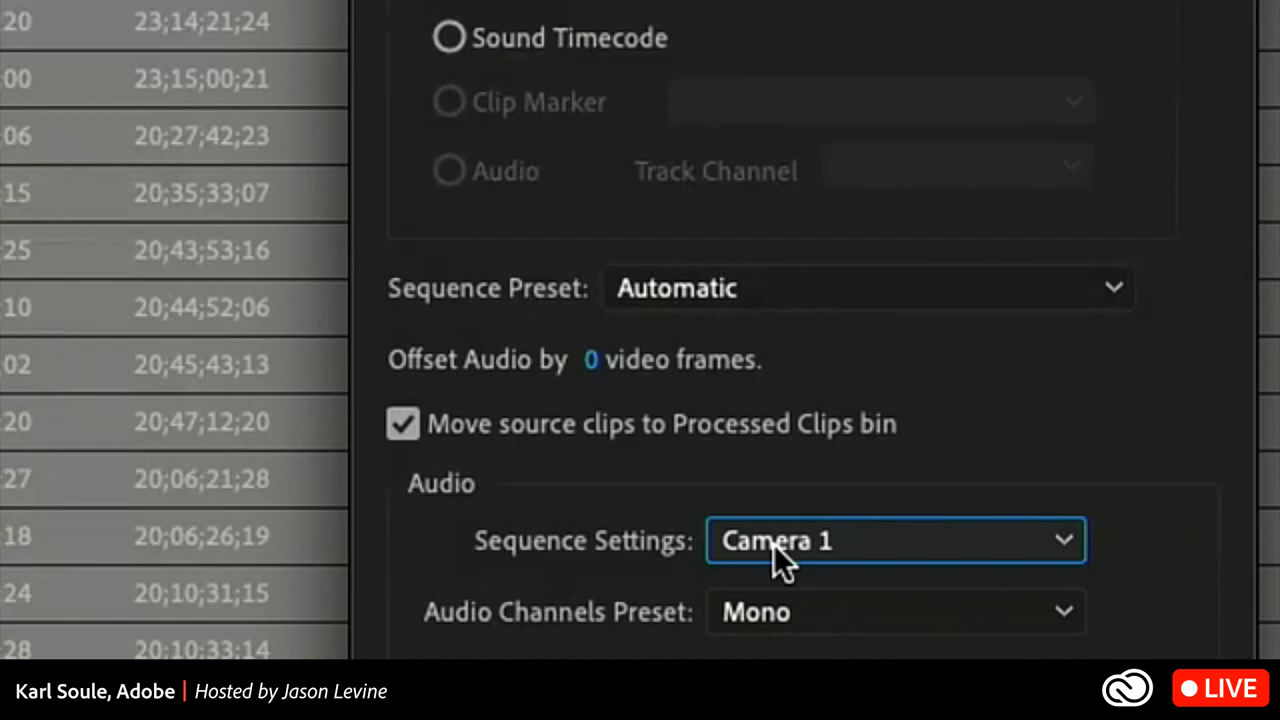 :20 23;14;21;24
:00 23;15;00;21
:06 20;27;42;23
:15 20;35;33;07
:25 20;43;53;16
:10 20;44;52;06
:02 20;45;43;13
:20 20;47;12;20
:27 20;06;21;28
:18 20;06;26;19
:24 20;10;31;15
:28 20;10;33;14
Sound Timecode
Clip Marker
Audio Track Channel
Sequence Preset: Automatic
Offset Audio by 0 video frames.
Move source clips to Processed Clips bin
Audio
Sequence Settings: Camera 1
Audio Channels Preset: Mono
Karl Soule, Adobe | Hosted by Jason Levine
LIVE